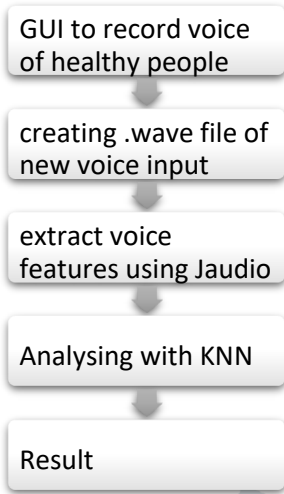 GUI to record voice
of healthy people
creating .wave file of
new voice input
extract voice
features using Jaudio
Analysing with KNN
Result